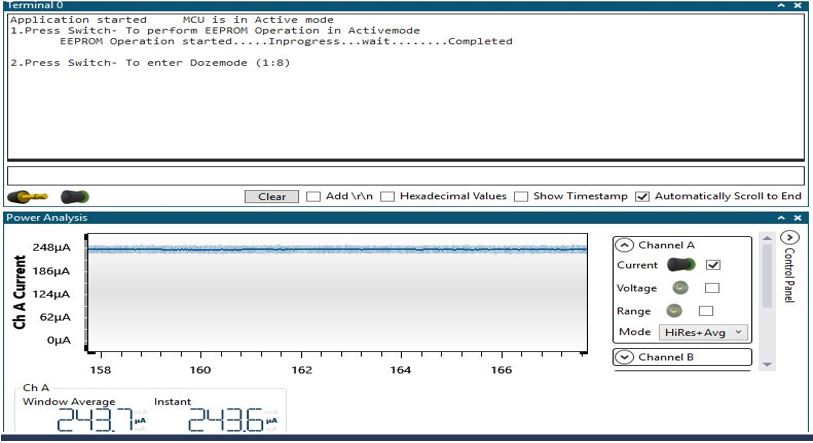 Terminal 0
Application started MCU is in Active mode
1.Press Switch- To perform EEPROM Operation in Activemode
EEPROM Operation started.....Inprogress...wait........Completed
2.Press Switch- To enter Dozemode (1:8)
Clear Add \r\n Hexadecimal Values Show Timestamp Automatically Scroll to End
Power Analysis
Ch A Current
248µA
186µA
124µA
62µA
0µA
158 160 162 164 166
Channel A
Current
Voltage
Range
Mode HiRes+Avg
Channel B
Control Panel
Ch A
Window Average Instant
243.7 µA 243.6 µA